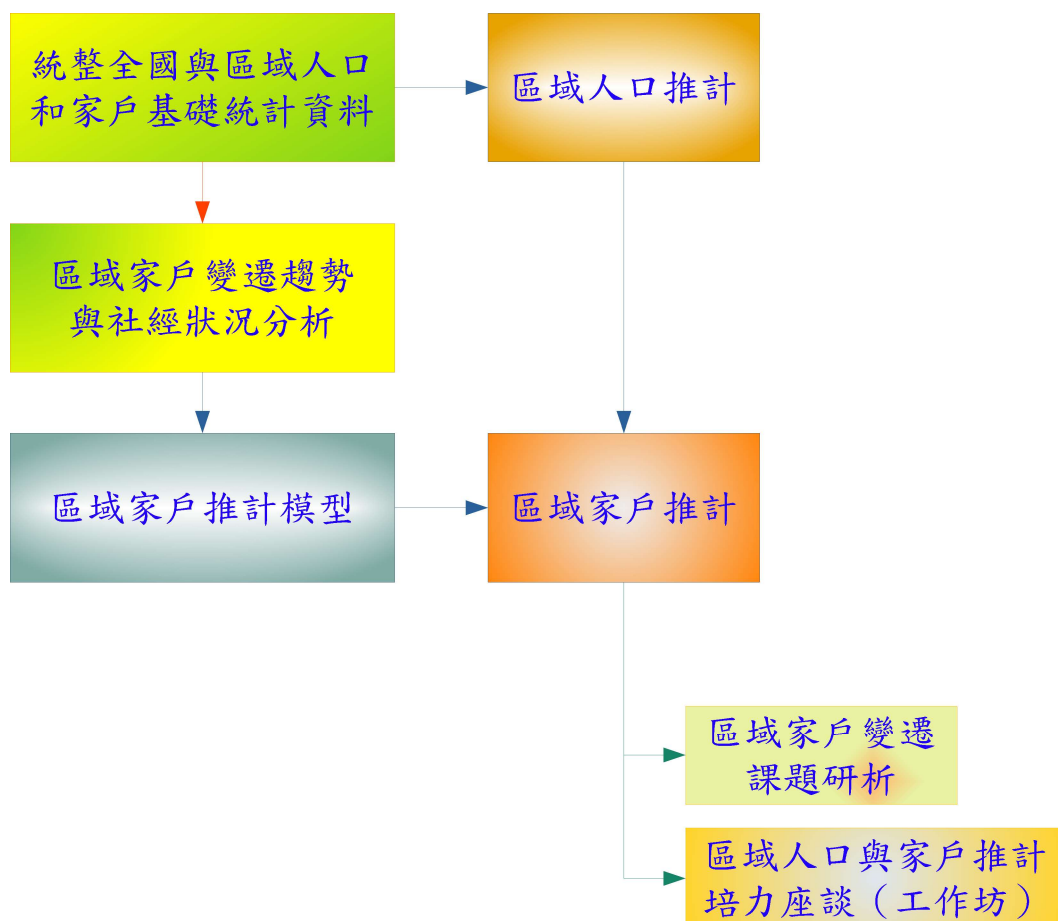 統整全國與區域人口
和家戶基礎統計資料
區域人口推計
區域家戶變遷趨勢
與社經狀況分析
區域家戶推計模型
區域家戶推計
區域家戶變遷
課題研析
區域人口與家戶推計
培力座談（工作坊）